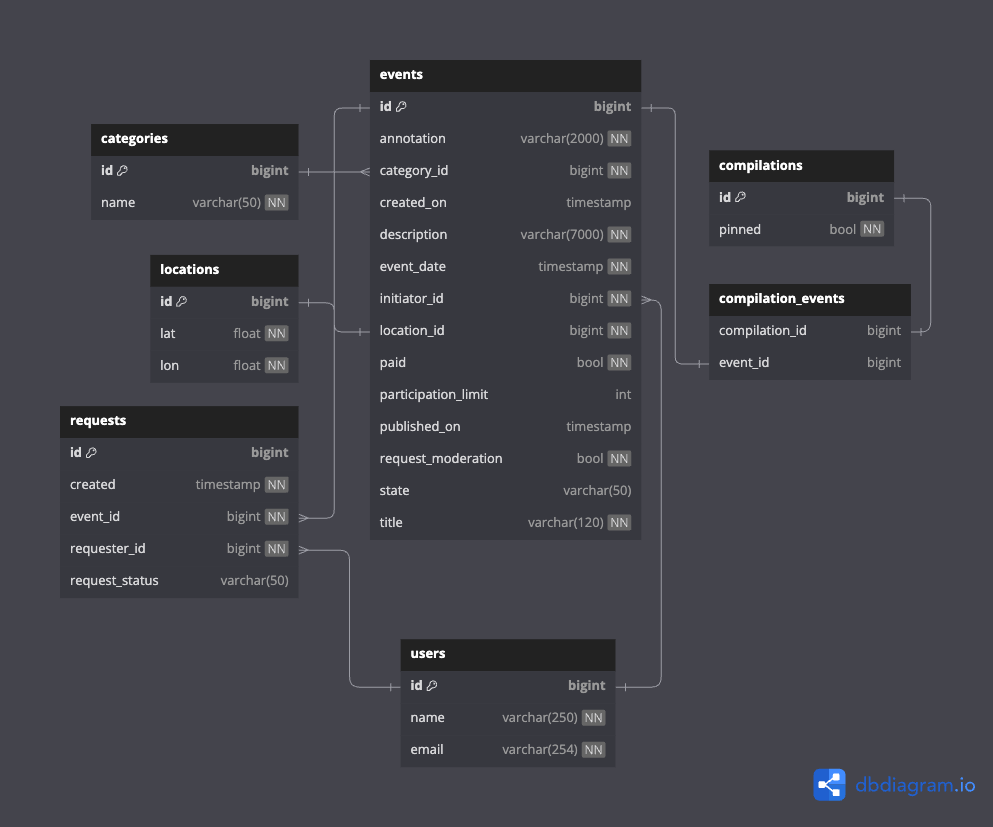 categories
id bigint
name varchar(50) NN
locations
id bigint
lat float NN
lon float NN
requests
id bigint
created timestamp NN
event_id bigint NN
requester_id bigint NN
request_status varchar(50)
events
id bigint
annotation varchar(2000) NN
category_id bigint NN
created_on timestamp
description varchar(7000) NN
event_date timestamp NN
initiator_id bigint NN
location_id bigint NN
paid bool NN
participation_limit int
published_on timestamp
request_moderation bool NN
state varchar(50)
title varchar(120) NN
users
id bigint
name varchar(250) NN
email varchar(254) NN
compilations
id bigint
pinned bool NN
compilation_events
compilation_id bigint
event_id bigint
dbdiagram.io